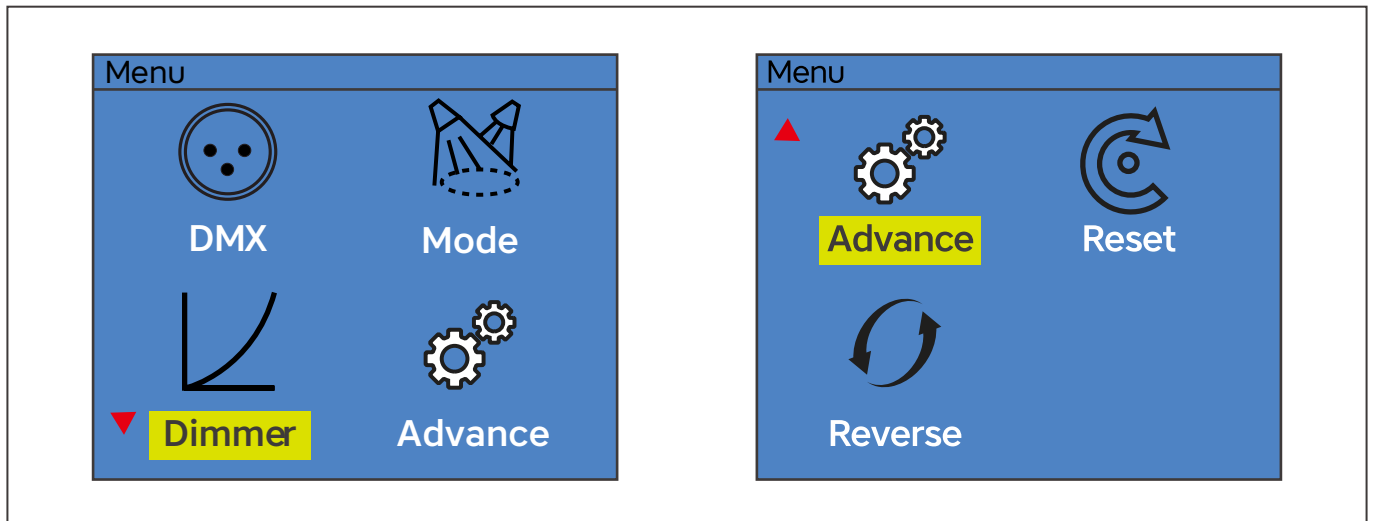 Menu
DMX
Mode
Dimmer
Advance
Menu
Advance
Reset
Reverse